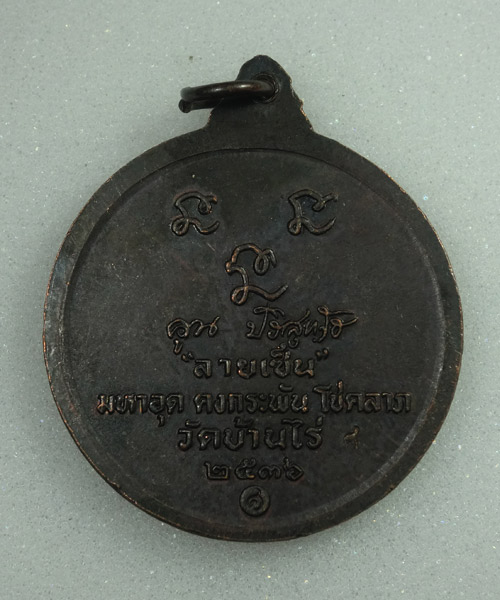 คูณ ปริสุทฺโธ
"ลายเซ็น"
มหาอุด คงกระพัน โชคลาภ
วัดบ้านไร่
๒๕๓๖